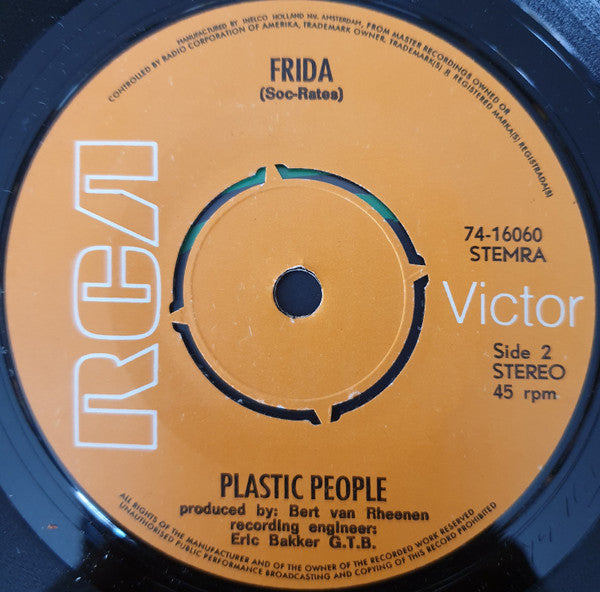 MANUFACTURED BY INELCO HOLLAND NV. AMSTERDAM, FROM MASTER RECORDINGS OWNED OR
CONTROLLED BY RADIO CORPORATION OF AMERIKA, TRADEMARK OWNER. TRADEMARK(S) & REGISTERED MARKA(S) REGISTRADA(S)
FRIDA
(Soc-Rates)
RCA
74-16060
STEMRA
Victor
Side 2
STEREO
45 rpm
PLASTIC PEOPLE
produced by: Bert van Rheenen
recording engineer:
Eric Bakker G.T.B.
ALL RIGHTS OF THE MANUFACTURER AND OF THE OWNER OF THE RECORDED WORK RESERVED
UNAUTHORISED PUBLIC PERFORMANCE BROADCASTING AND COPYING OF THIS RECORD PROHIBITED